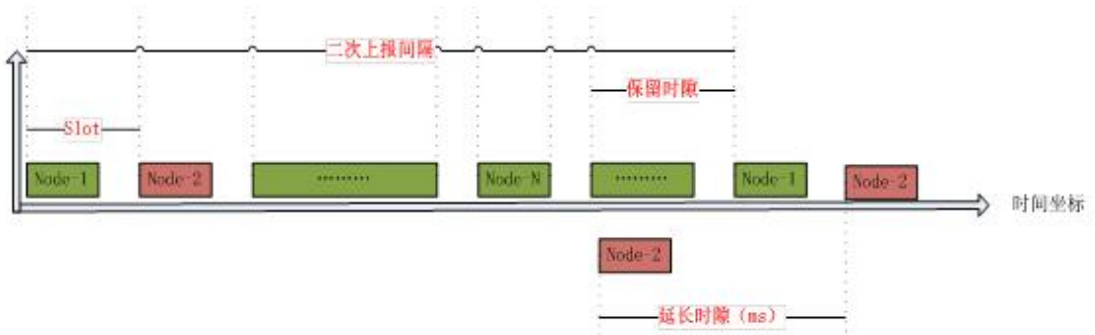 二次上报间隔
保留时隙
Slot
Node-1
Node-2
………
Node-N
………
Node-1
Node-2
时间坐标
Node-2
延长时隙（ms）